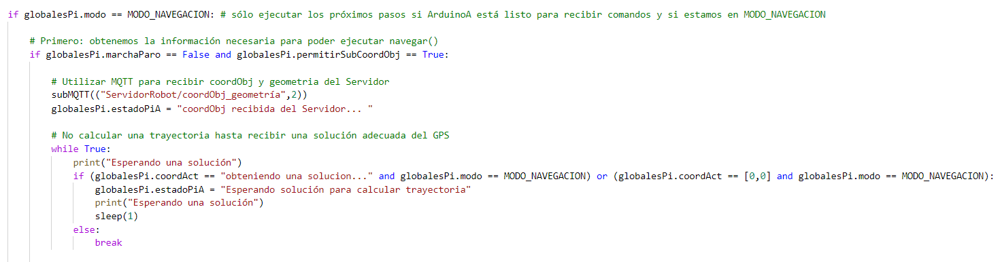 if globalesPi.modo == MODO_NAVEGACION: # sólo ejecutar los próximos pasos si ArduinoA está listo para recibir comandos y si estamos en MODO_NAVEGACION
# Primero: obtenemos la información necesaria para poder ejecutar navegar()
if globalesPi.marchaParo == False and globalesPi.permitirSubCoordObj == True:
# Utilizar MQTT para recibir coordObj y geometria del Servidor
subMQTT(("ServidorRobot/coordObj_geometría",2))
globalesPi.estadoPiA = "coordObj recibida del Servidor... "
# No calcular una trayectoria hasta recibir una solución adecuada del GPS
while True:
print("Esperando una solución")
if (globalesPi.coordAct == "obteniendo una solucion..." and globalesPi.modo == MODO_NAVEGACION) or (globalesPi.coordAct == [0,0] and globalesPi.modo == MODO_NAVEGACION):
globalesPi.estadoPiA = "Esperando solución para calcular trayectoria"
print("Esperando una solución")
sleep(1)
else:
break